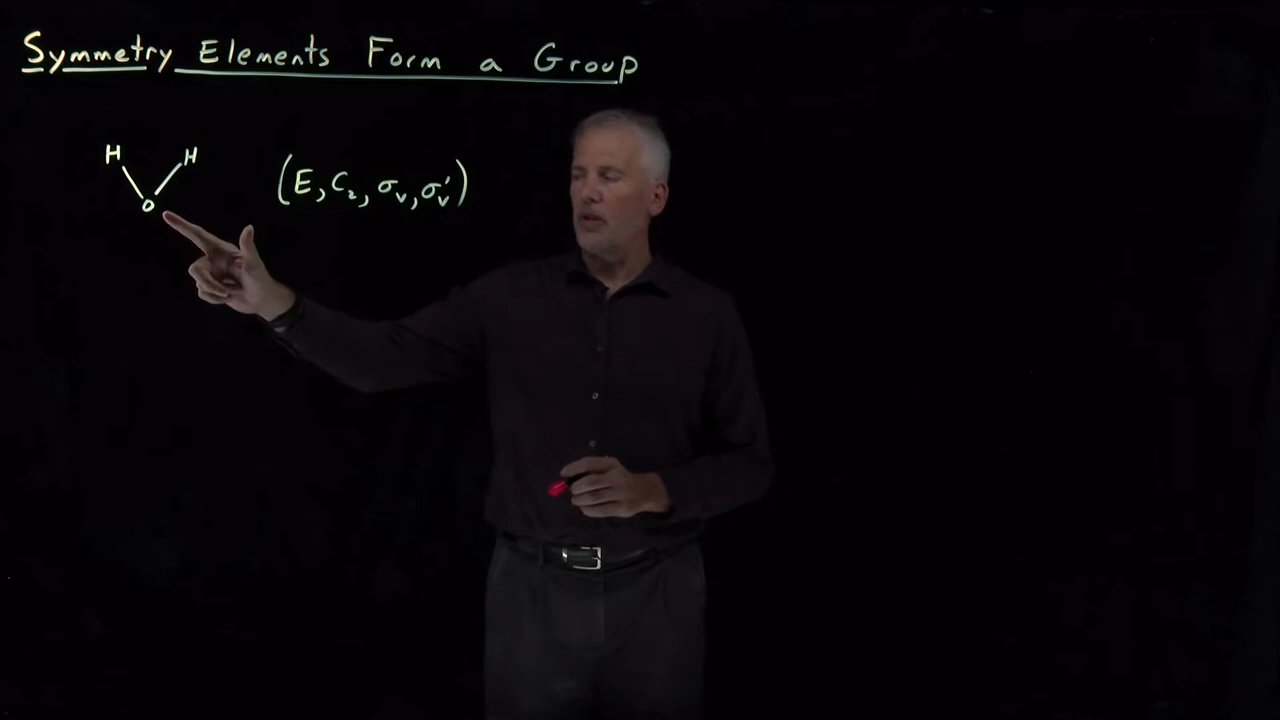 Symmetry Elements Form a Group
H H
(E, C₂, σᵥ, σᵥ′)
O